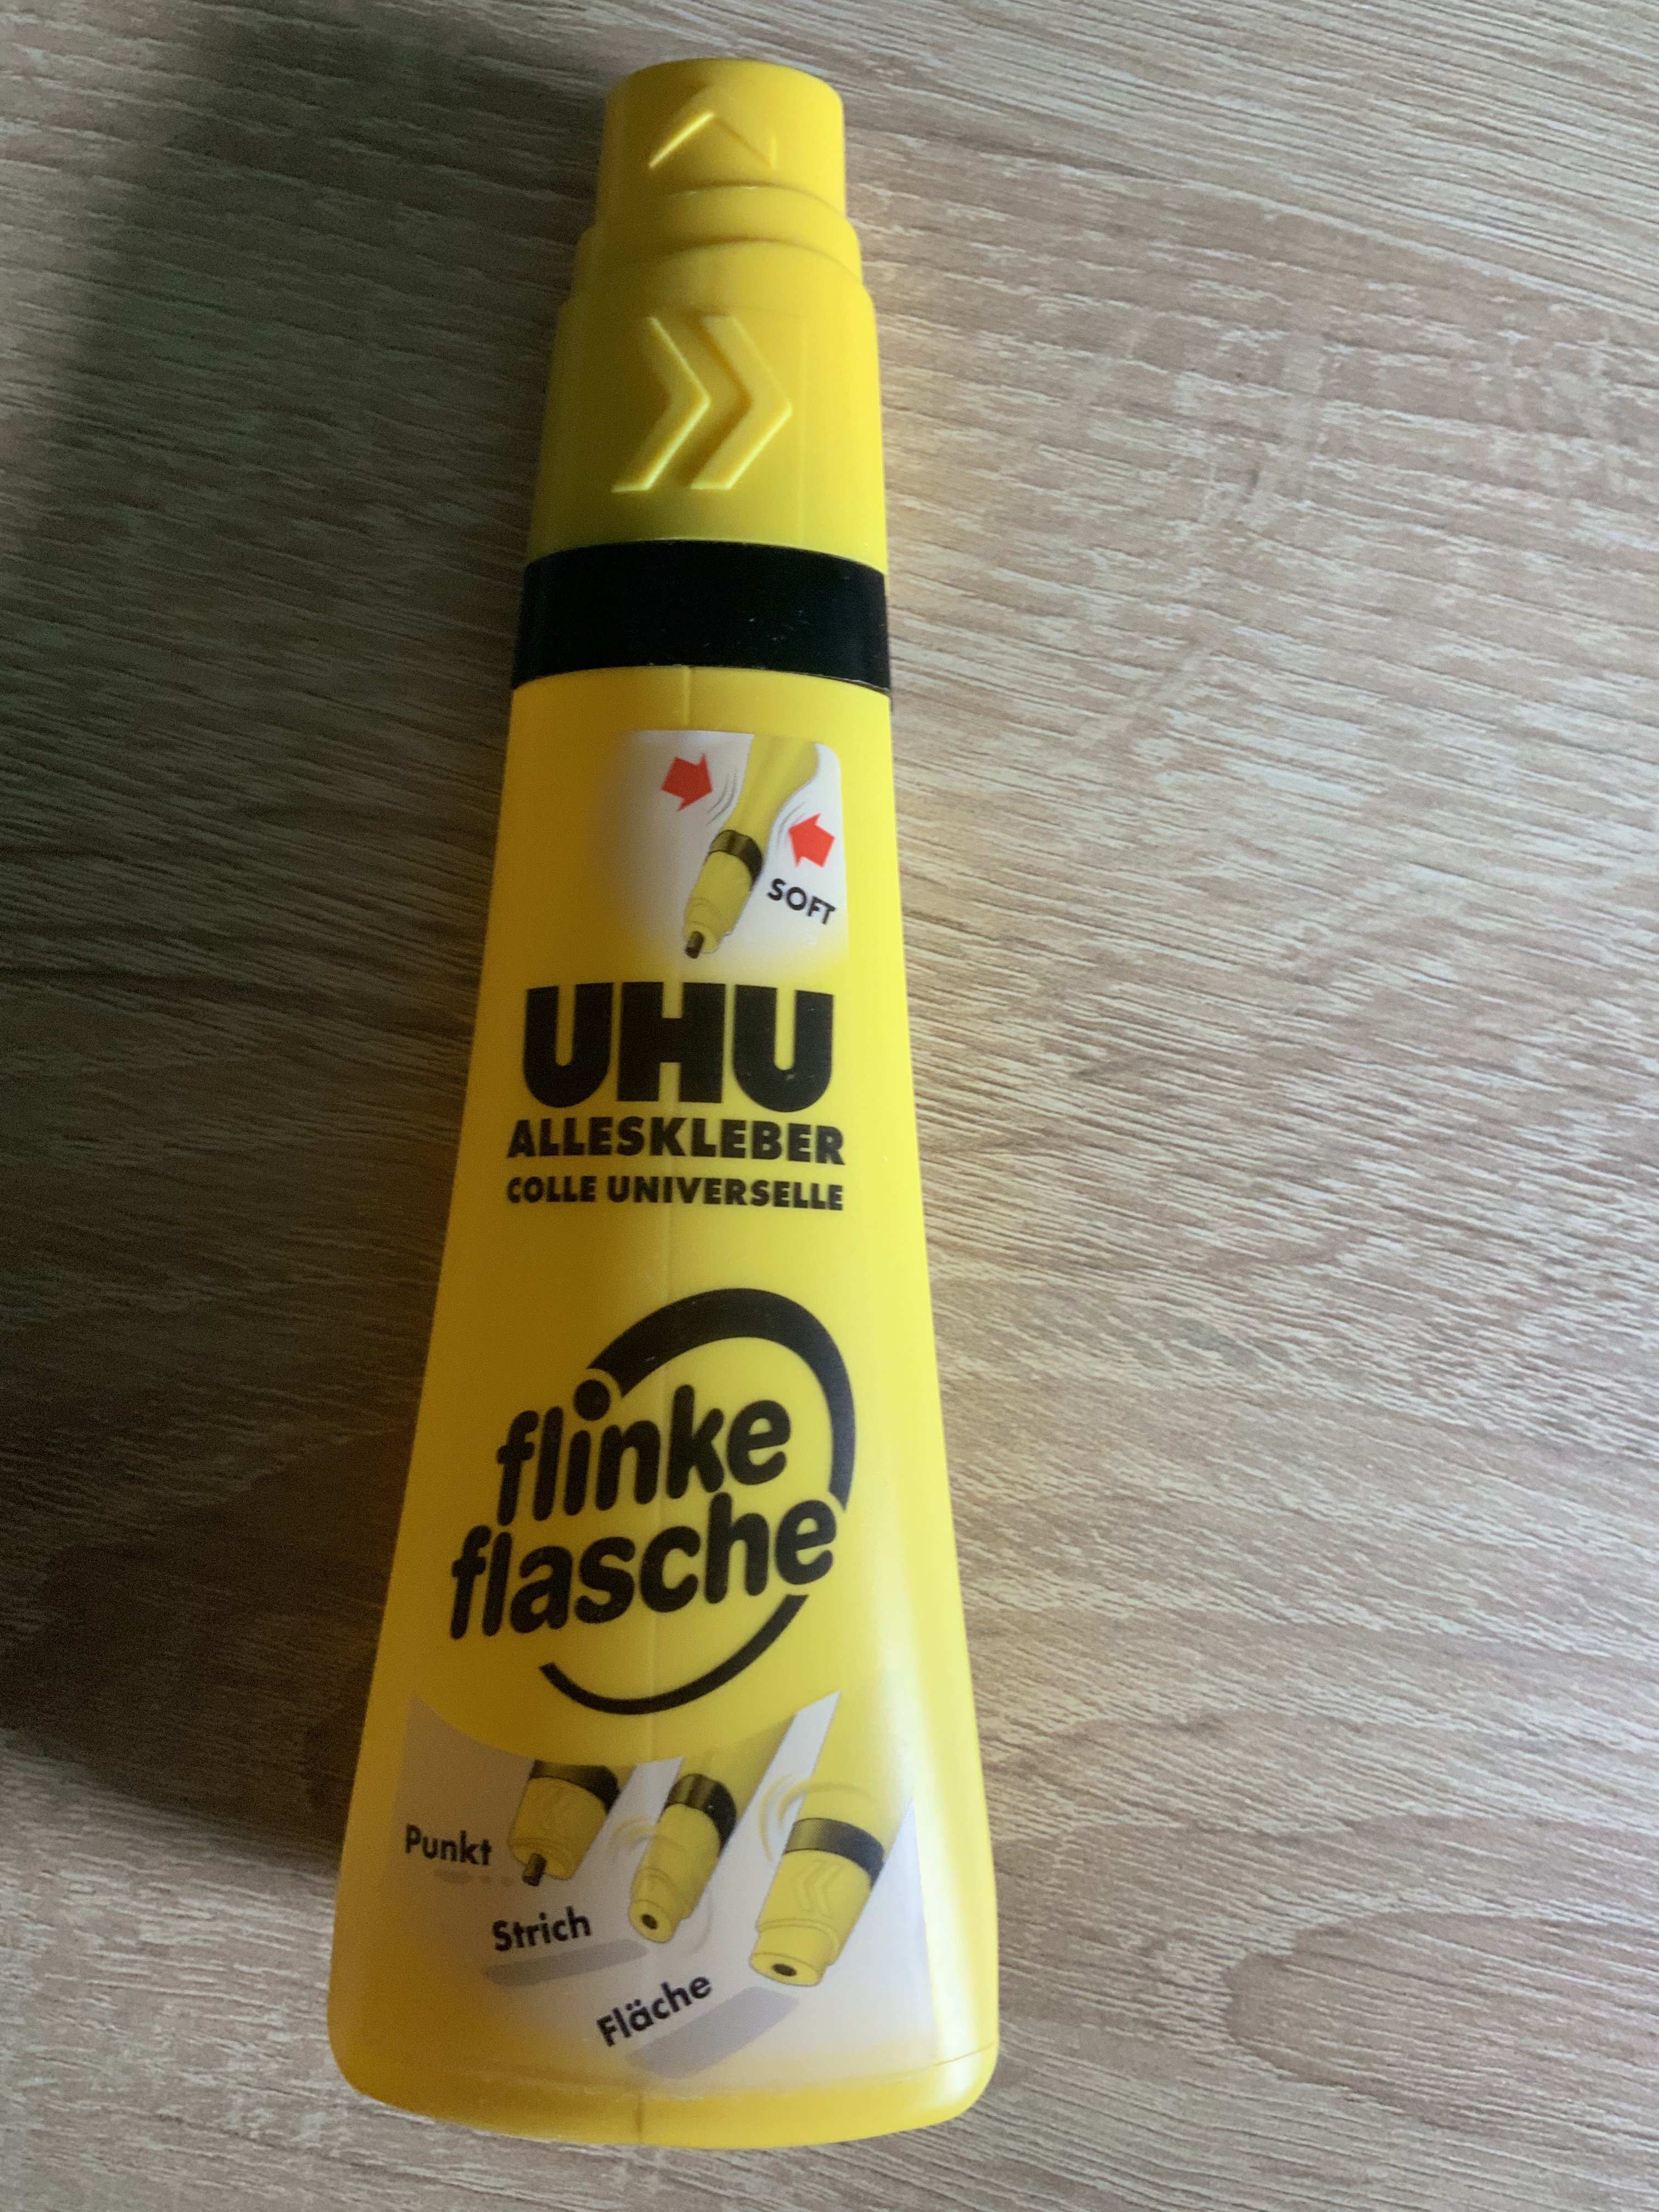 SOFT
UHU
ALLESKLEBER
COLLE UNIVERSELLE
flinke
flasche
Punkt
Strich
Fläche